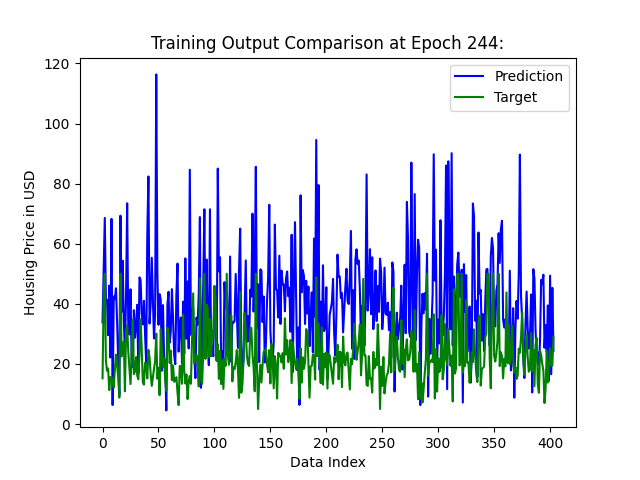 Training Output Comparison at Epoch 244:
Prediction
Target
Housing Price in USD
120
100
80
60
40
20
0
0 50 100 150 200 250 300 350 400
Data Index